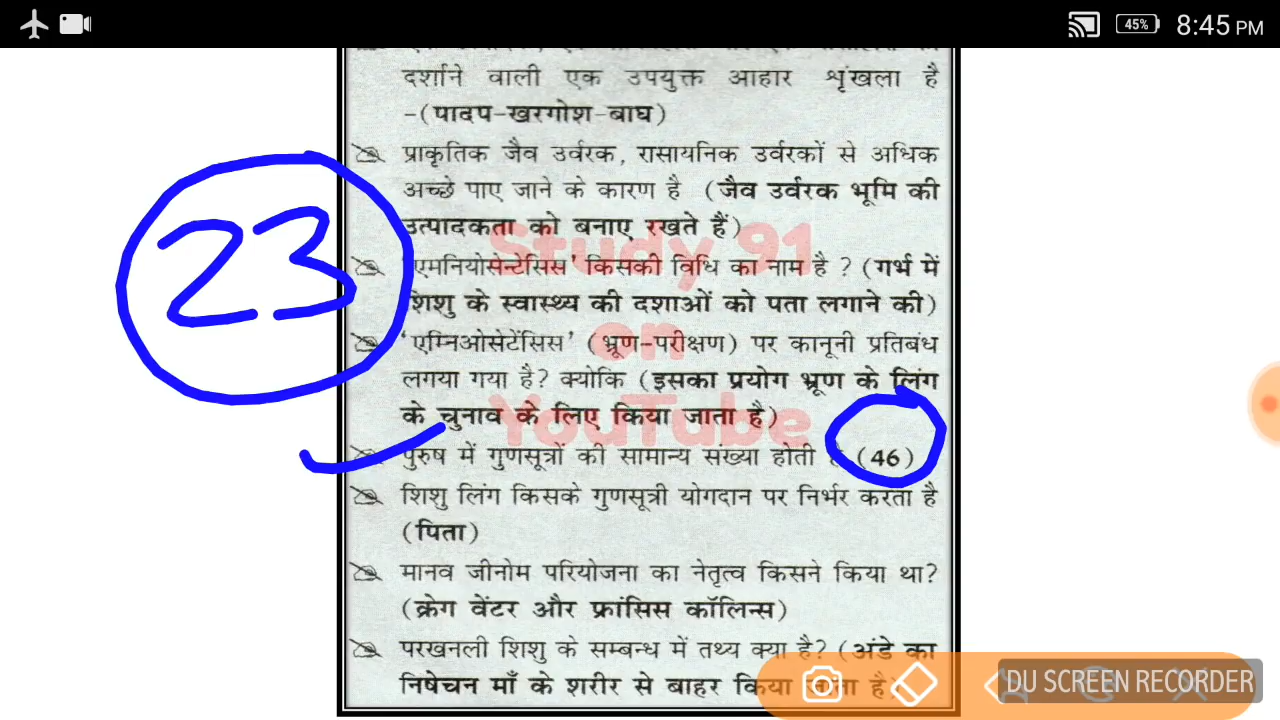 45%
8:45 PM
दर्शाने वाली एक उपयुक्त आहार शृंखला है
-(पादप-खरगोश-बाघ)
प्राकृतिक जैव उर्वरक, रासायनिक उर्वरकों से अधिक
अच्छे पाए जाने के कारण है (जैव उर्वरक भूमि की
उत्पादकता को बनाए रखते हैं)
Study 91
'एमनियोसेन्टेसिस' किसकी विधि का नाम है ? (गर्भ में
शिशु के स्वास्थ्य की दशाओं को पता लगाने की)
23
on
'एम्निओसेटेंसिस' (भ्रूण-परीक्षण) पर कानूनी प्रतिबंध
लगया गया है? क्योकि (इसका प्रयोग भ्रूण के लिंग
के चुनाव के लिए किया जाता है)
YouTube
पुरुष में गुणसूत्रों की सामान्य संख्या होती है (46)
शिशु लिंग किसके गुणसूत्री योगदान पर निर्भर करता है
(पिता)
मानव जीनोम परियोजना का नेतृत्व किसने किया था?
(क्रेग वेंटर और फ्रांसिस कॉलिन्स)
परखनली शिशु के सम्बन्ध में तथ्य क्या है? (अंडे का
निषेचन माँ के शरीर से बाहर किया जाता है)
DU SCREEN RECORDER